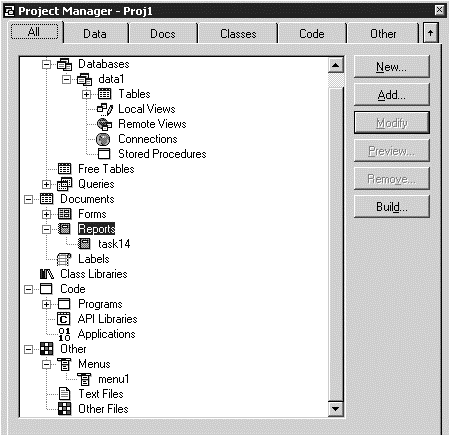 Project Manager - Proj1
All Data Docs Classes Code Other
Databases
data1
Tables
Local Views
Remote Views
Connections
Stored Procedures
Free Tables
Queries
Documents
Forms
Reports
task14
Labels
Class Libraries
Code
Programs
API Libraries
Applications
Other
Menus
menu1
Text Files
Other Files
New...
Add...
Modify
Preview...
Remove...
Build...